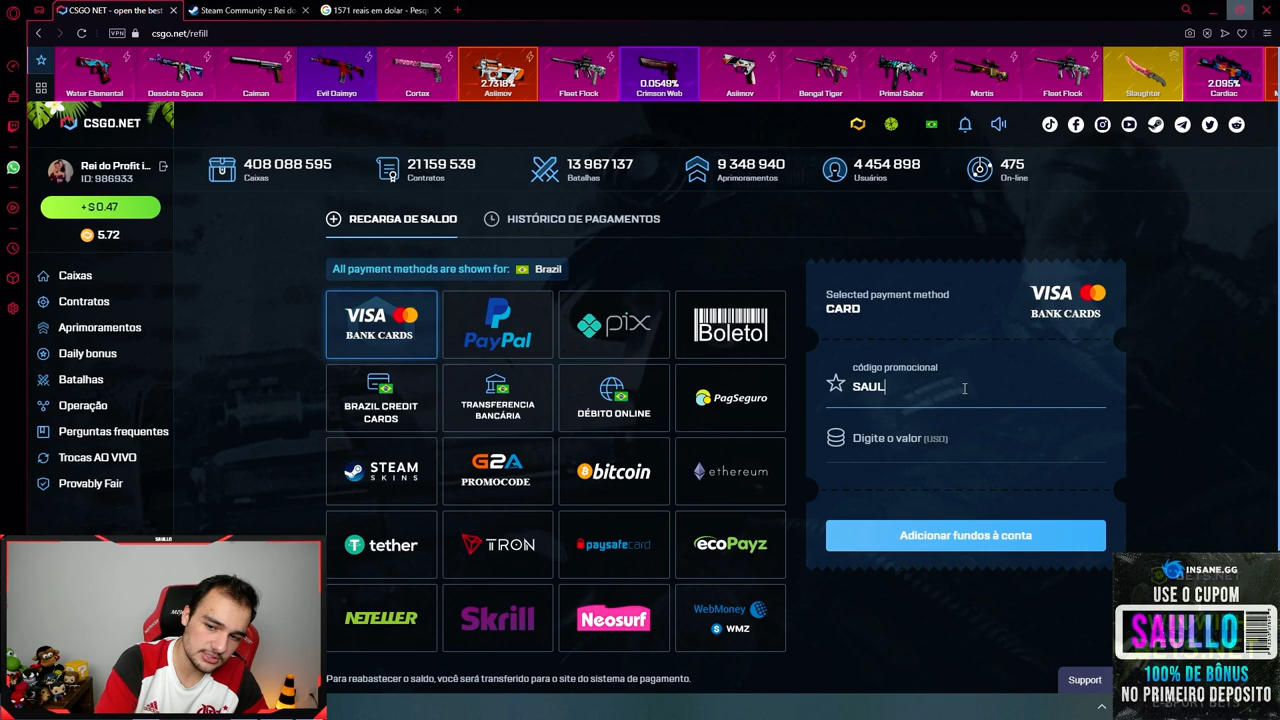 CSGO NET - open the best
Steam Community :: Rei do
1571 reais em dolar - Pesq
VPN
csgo.net/refill
Water Elemental
Desolate Space
Caiman
Evil Daimyo
Cortex
2.7318%
Asiimov
Fleet Flock
0.0549%
Crimson Web
Asiimov
Bengal Tiger
Primal Saber
Mortis
Fleet Flock
Slaughter
2.095%
Cardiac
CSGO.NET
Rei do Profit i...
ID: 986933
+$ 0.47
5.72
408 088 595
Caixas
21 159 539
Contratos
13 967 137
Batalhas
9 348 940
Aprimoramentos
4 454 898
Usuários
475
On-line
Caixas
Contratos
Aprimoramentos
Daily bonus
Batalhas
Operação
Perguntas frequentes
Trocas AO VIVO
Provably Fair
RECARGA DE SALDO
HISTÓRICO DE PAGAMENTOS
All payment methods are shown for: Brazil
VISA
BANK CARDS
PayPal
pix
Boleto
BRAZIL CREDIT
CARDS
TRANSFERENCIA
BANCÁRIA
DÉBITO ONLINE
PagSeguro
STEAM
SKINS
G2A
PROMOCODE
bitcoin
ethereum
tether
TRON
paysafecard
ecoPayz
NETELLER
Skrill
Neosurf
WebMoney
WMZ
Para reabastecer o saldo, você será transferido para o site do sistema de pagamento.
Selected payment method
CARD
VISA
BANK CARDS
código promocional
SAUL
Digite o valor (USD)
Adicionar fundos à conta
Support
SAULLO
INSANE.GG
USE O CUPOM
SAULLO
100% DE BÔNUS
NO PRIMEIRO DEPOSITO